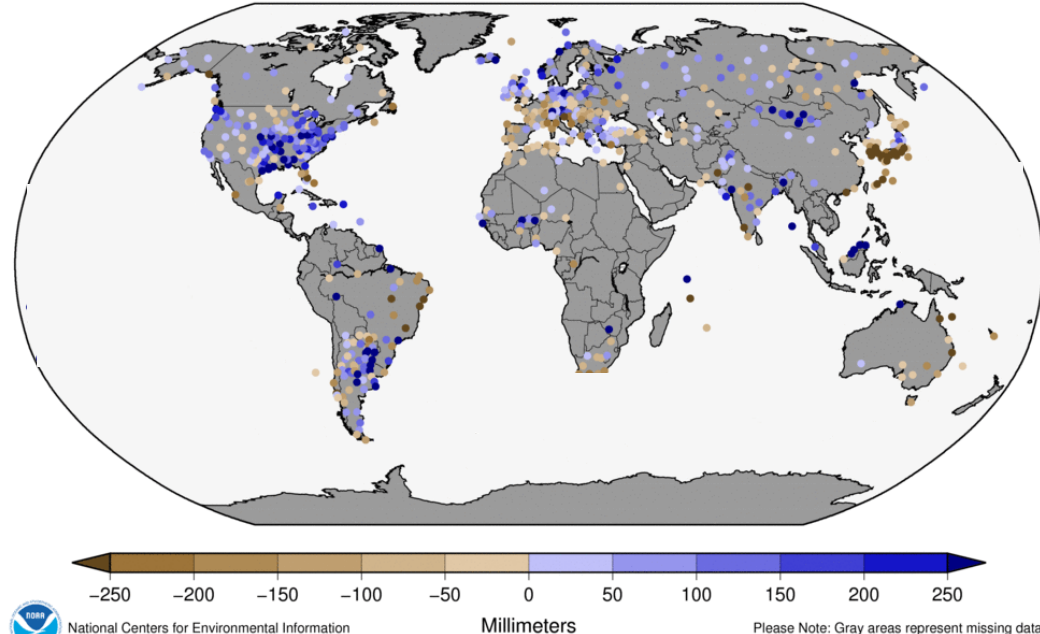 −250 −200 −150 −100 −50 0 50 100 150 200 250
NOAA
National Centers for Environmental Information
Millimeters
Please Note: Gray areas represent missing data